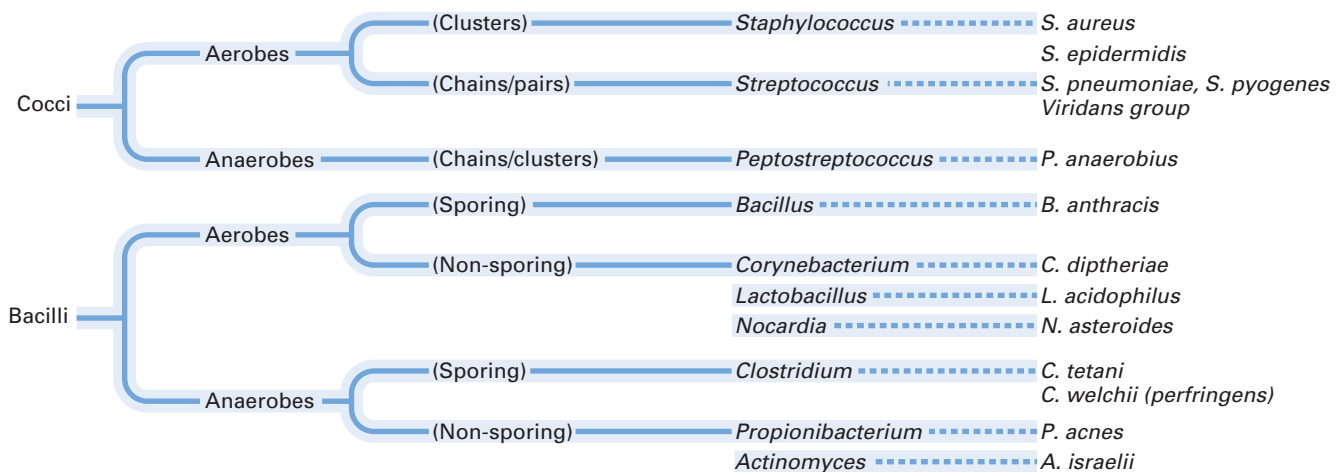 (Clusters) Staphylococcus S. aureus
Aerobes S. epidermidis
(Chains/pairs) Streptococcus S. pneumoniae, S. pyogenes
Cocci Viridans group
Anaerobes (Chains/clusters) Peptostreptococcus P. anaerobius
(Sporing) Bacillus B. anthracis
Aerobes
(Non-sporing) Corynebacterium C. diptheriae
Lactobacillus L. acidophilus
Bacilli Nocardia N. asteroides
(Sporing) Clostridium C. tetani
C. welchii (perfringens)
Anaerobes
(Non-sporing) Propionibacterium P. acnes
Actinomyces A. israelii